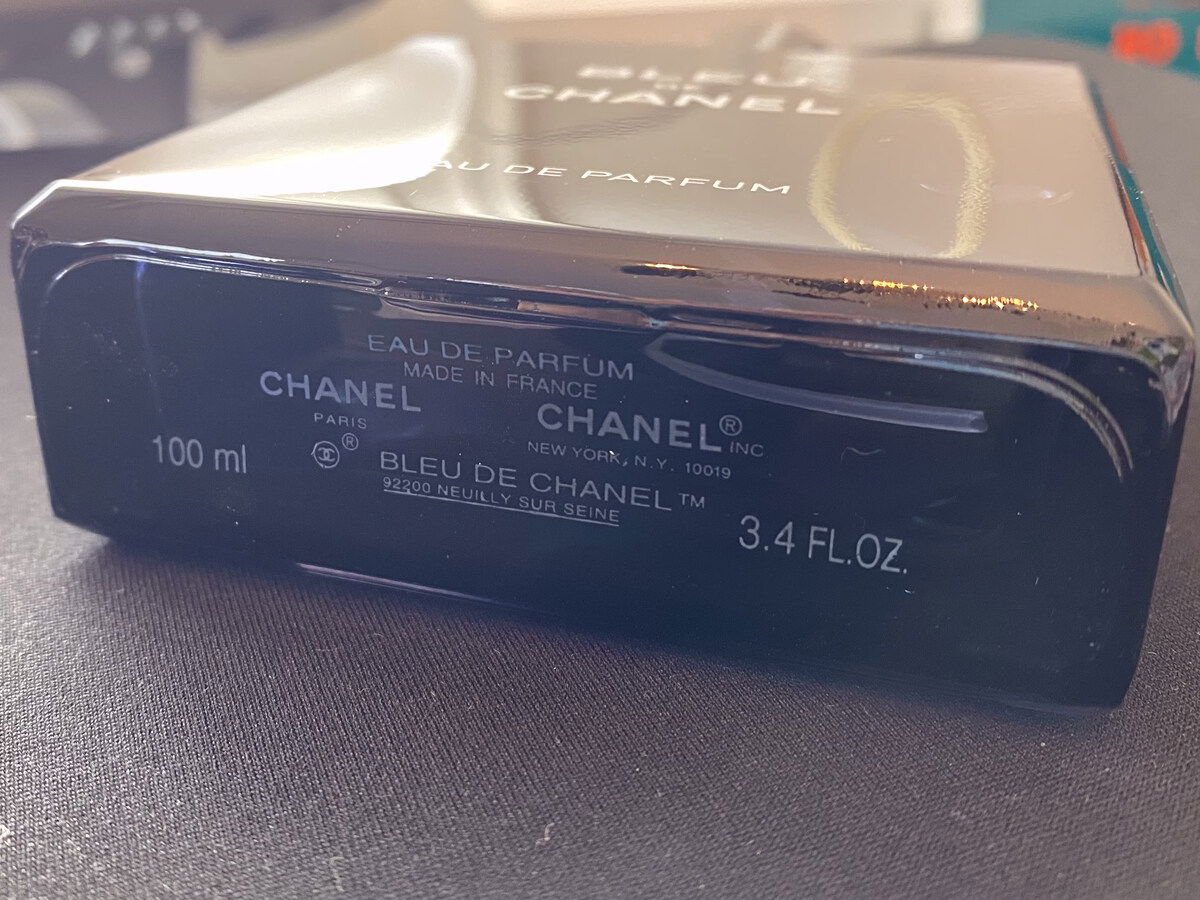 BLEU
DE
CHANEL
EAU DE PARFUM
EAU DE PARFUM
MADE IN FRANCE
CHANEL
PARIS
CHANEL® INC
NEW YORK, N.Y. 10019
100 ml
®
BLEU DE CHANEL™
92200 NEUILLY SUR SEINE
3.4 FL.OZ.